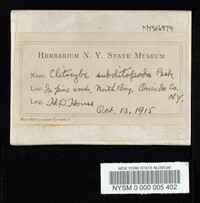 NYSf6974
HERBARIUM N. Y. STATE MUSEUM
NOM. Clitocybe subditopoda Peck
LOC. In pine woods, North Bay, Oneida Co.
N.Y.
LEG. H.D. House
Oct. 13, 1915
NEW YORK STATE MUSEUM
NYSM 0 000 005 402